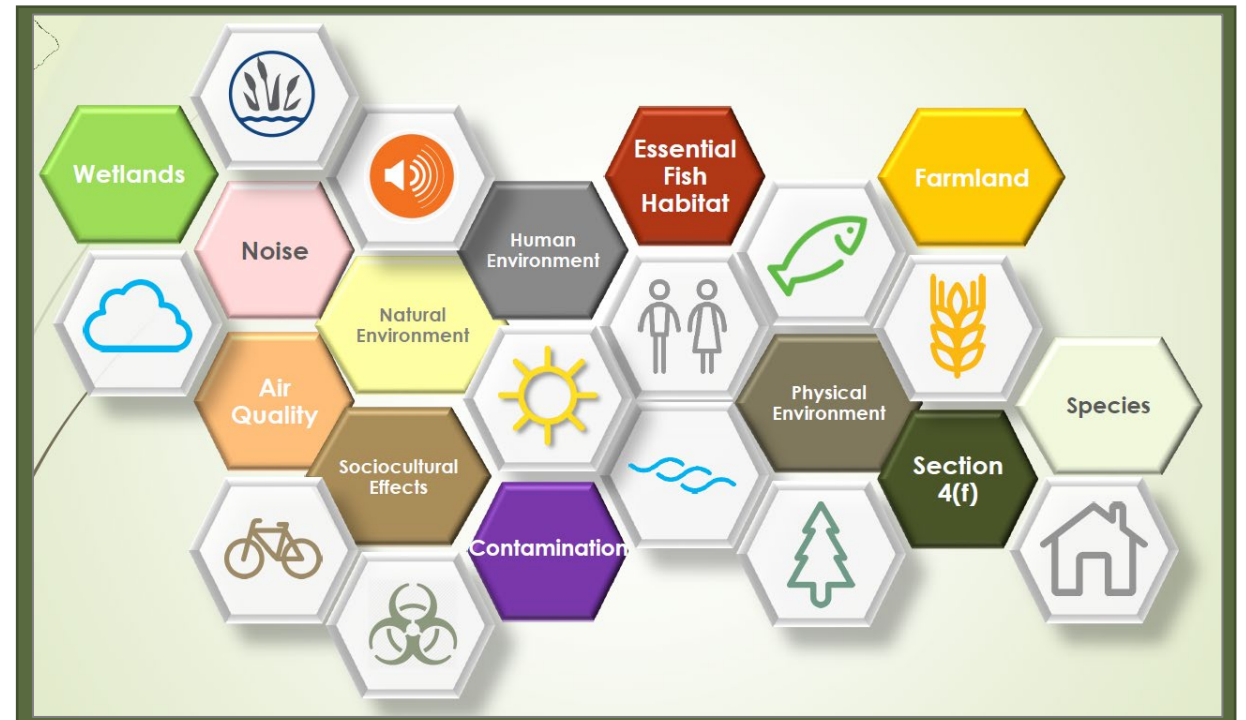 Wetlands
Noise
Natural
Environment
Human
Environment
Essential
Fish
Habitat
Farmland
Air
Quality
Sociocultural
Effects
Contamination
Physical
Environment
Section
4(f)
Species